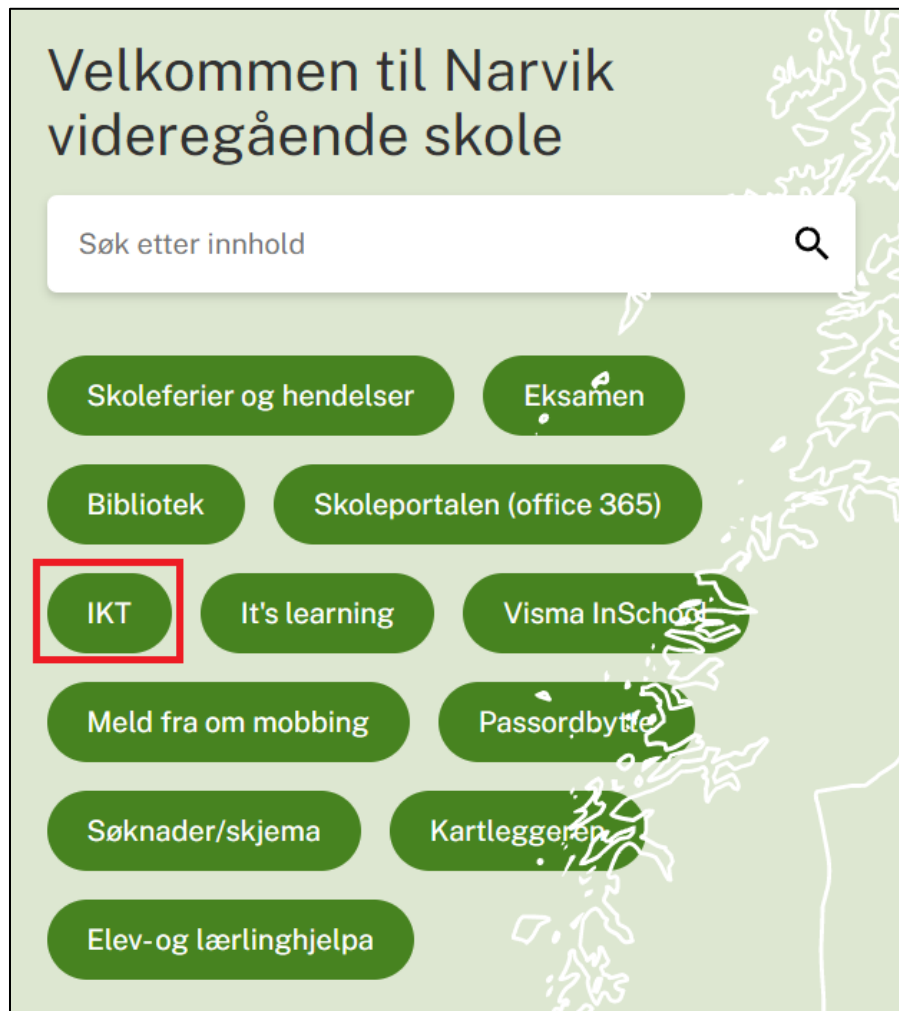 Velkommen til Narvik
videregående skole
Søk etter innhold
Skoleferier og hendelser
Eksamen
Bibliotek
Skoleportalen (office 365)
IKT
It's learning
Visma InSchool
Meld fra om mobbing
Passordbytte
Søknader/skjema
Kartleggeren
Elev- og lærlinghjelpa